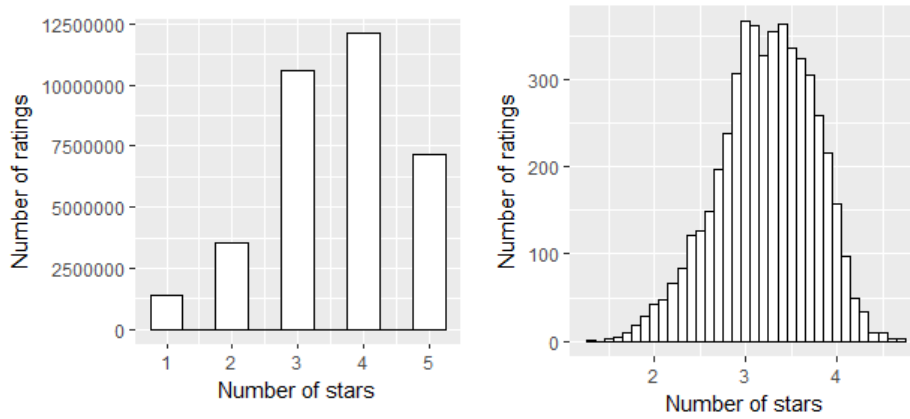 12500000
10000000
7500000
5000000
2500000
0
Number of ratings
1 2 3 4 5
Number of stars
300
200
100
0
Number of ratings
2 3 4
Number of stars